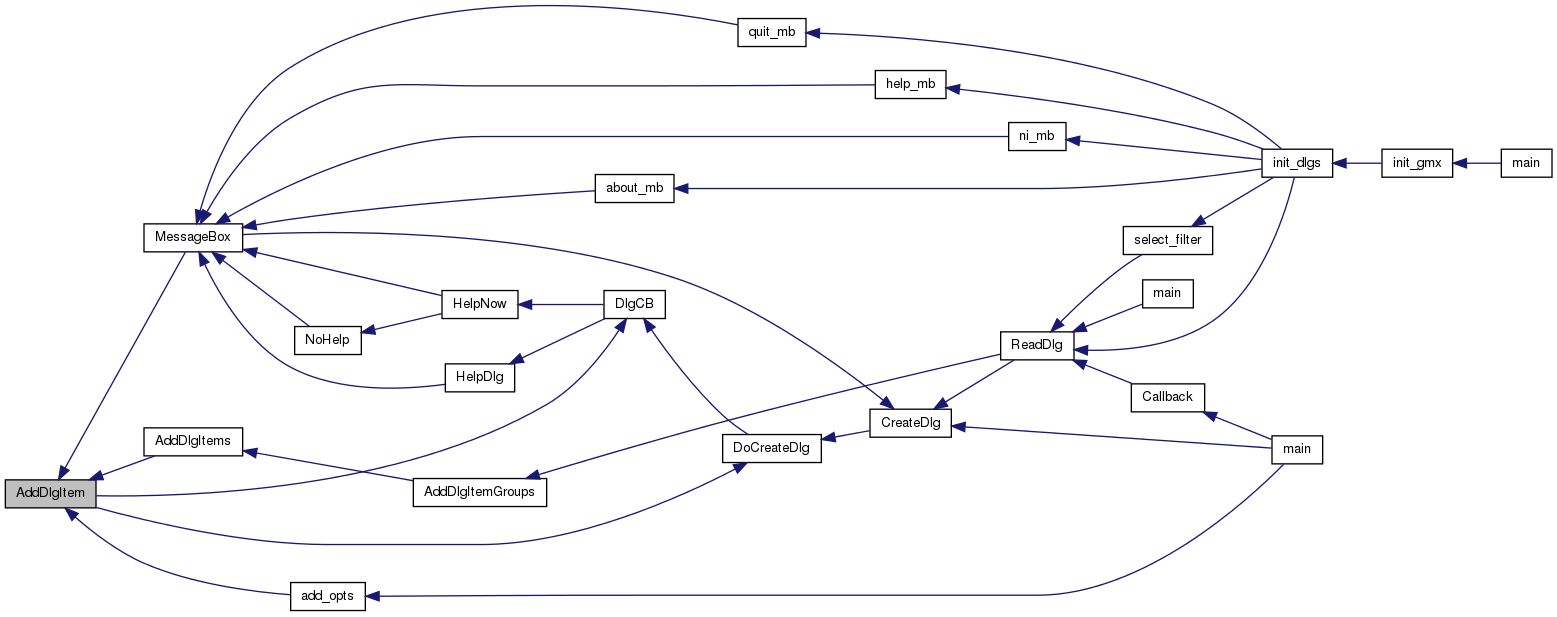 quit_mb
help_mb
ni_mb
init_dlgs
init_gmx
main
about_mb
MessageBox
select_filter
HelpNow
DlgCB
main
NoHelp
ReadDlg
HelpDlg
Callback
CreateDlg
AddDlgItems
DoCreateDlg
main
AddDlgItem
AddDlgItemGroups
add_opts